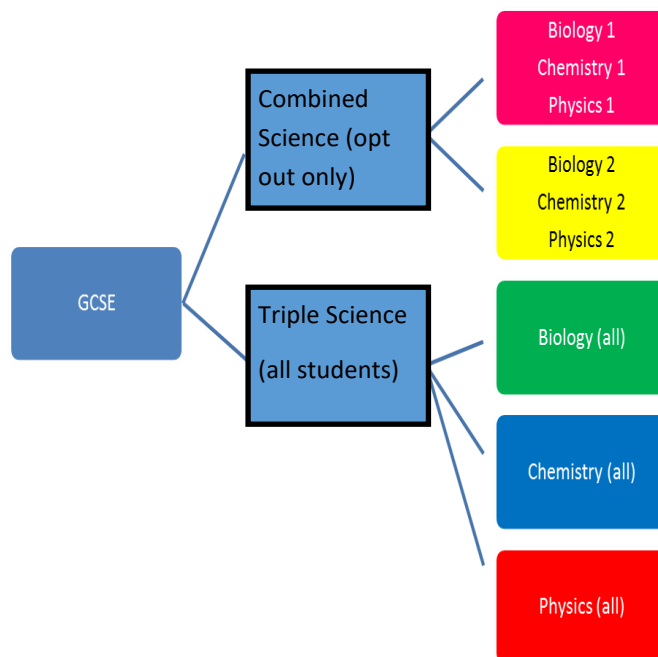 GCSE
Combined
Science (opt
out only)
Biology 1
Chemistry 1
Physics 1
Biology 2
Chemistry 2
Physics 2
Triple Science
(all students)
Biology (all)
Chemistry (all)
Physics (all)